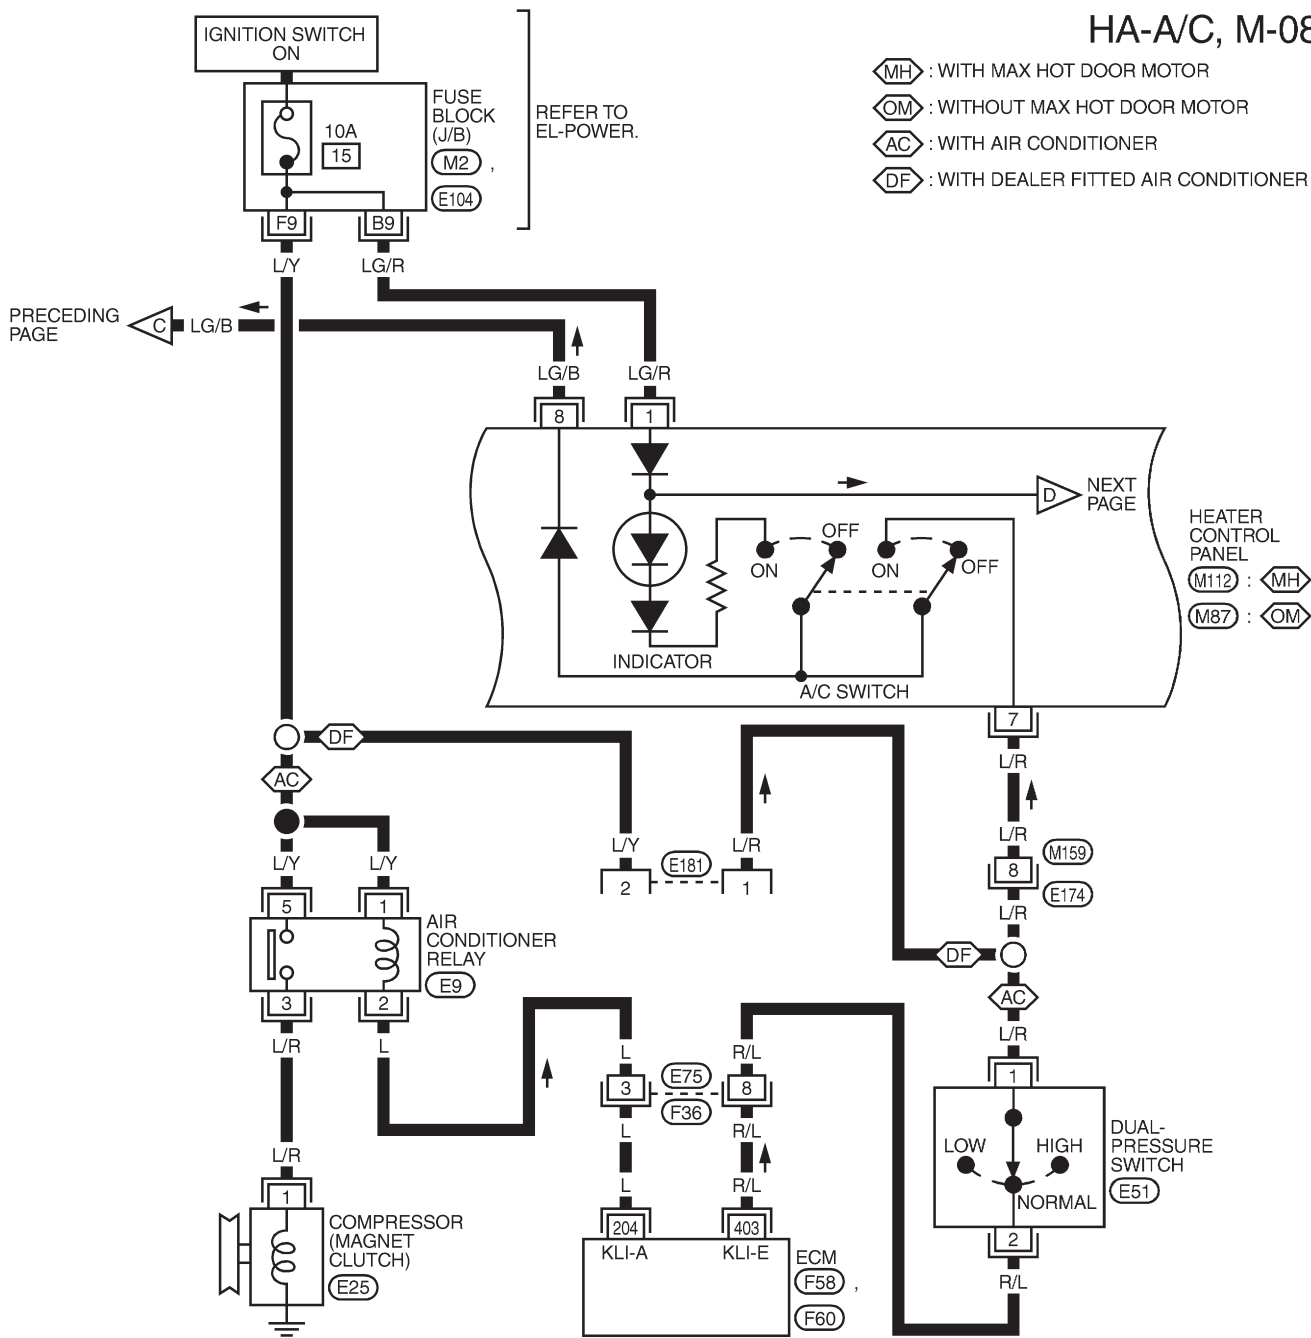 HA-A/C, M-08
IGNITION SWITCH
ON
MH : WITH MAX HOT DOOR MOTOR
OM : WITHOUT MAX HOT DOOR MOTOR
AC : WITH AIR CONDITIONER
DF : WITH DEALER FITTED AIR CONDITIONER
10A
15
FUSE
BLOCK
(J/B)
M2 ,
E104
REFER TO
EL-POWER.
F9 B9
L/Y LG/R
PRECEDING
PAGE
C LG/B
LG/B LG/R
8 1
D
NEXT
PAGE
OFF
ON
ON
OFF
INDICATOR
A/C SWITCH
HEATER
CONTROL
PANEL
M112 : MH
M87 : OM
7
L/R
DF
AC
L/Y L/R
2 E181 1
L/R
M159
8
E174
L/R
DF
AC
L/R
L/Y L/Y
5 1
AIR
CONDITIONER
RELAY
E9
3 2
L/R L
L R/L
3 E75 8
F36
L R/L
L R/L
204 403
KLI-A KLI-E
ECM
F58 ,
F60
1
LOW HIGH
NORMAL
DUAL-
PRESSURE
SWITCH
E51
2
R/L
L/R
1
COMPRESSOR
(MAGNET
CLUTCH)
E25